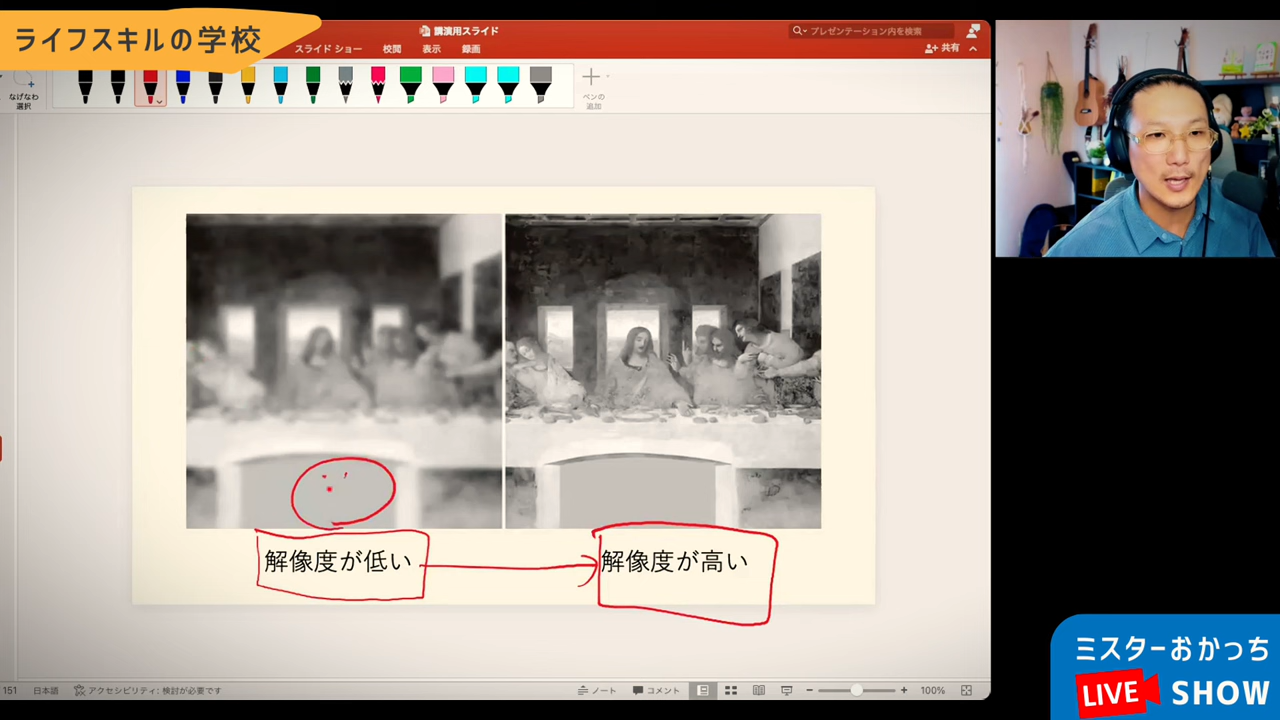 ライフスキルの学校
講演用スライド
プレゼンテーション内を検索
スライド ショー
校閲
表示
録画
共有
なげなわ
選択
ペンの
追加
解像度が低い
解像度が高い
151
日本語
アクセシビリティ: 検討が必要です
ノート
コメント
100%
ミスターおかっち
LIVE SHOW